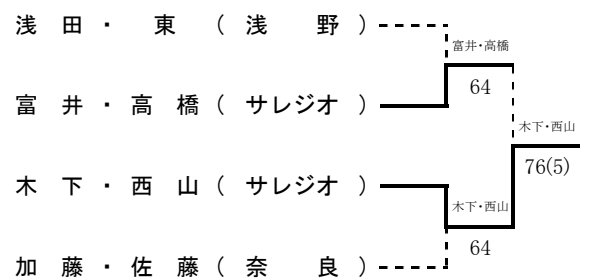 浅 田 ・ 東 ( 浅 野 )
富井・高橋
64
富 井 ・ 高 橋 ( サレジオ )
木下・西山
76(5)
木 下 ・ 西 山 ( サレジオ )
木下・西山
64
加 藤 ・ 佐 藤 ( 奈 良 )